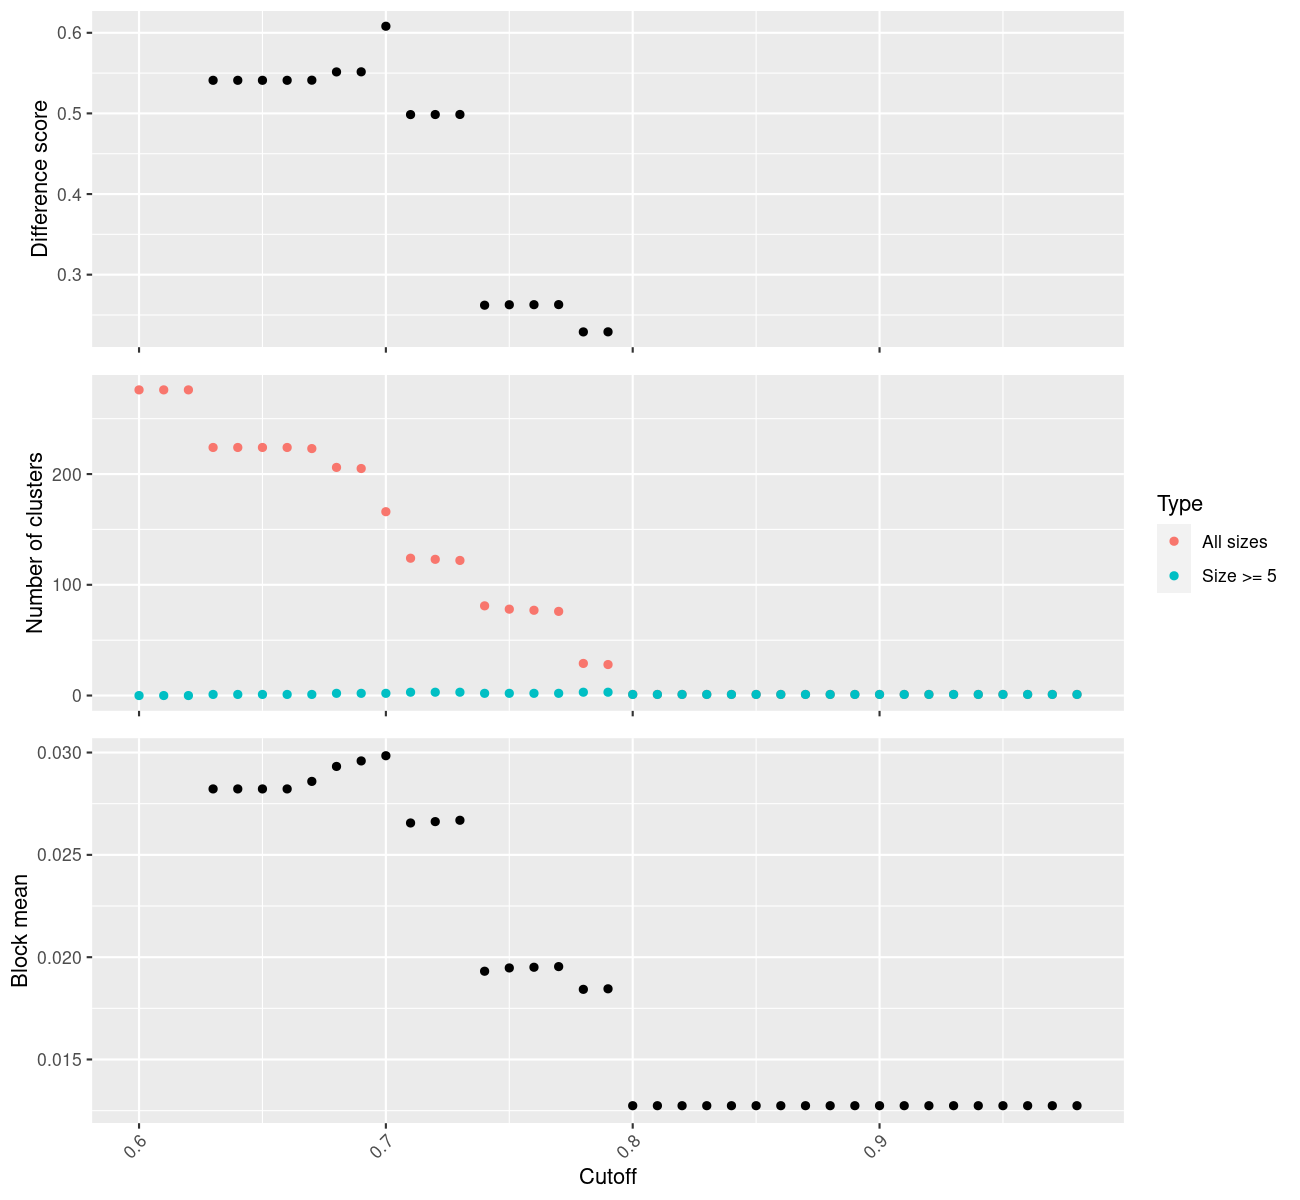 0.6
0.5
0.4
0.3
Difference score
200
100
0
Number of clusters
Type
All sizes
Size >= 5
0.030
0.025
0.020
0.015
Block mean
0.6
0.7
0.8
0.9
Cutoff